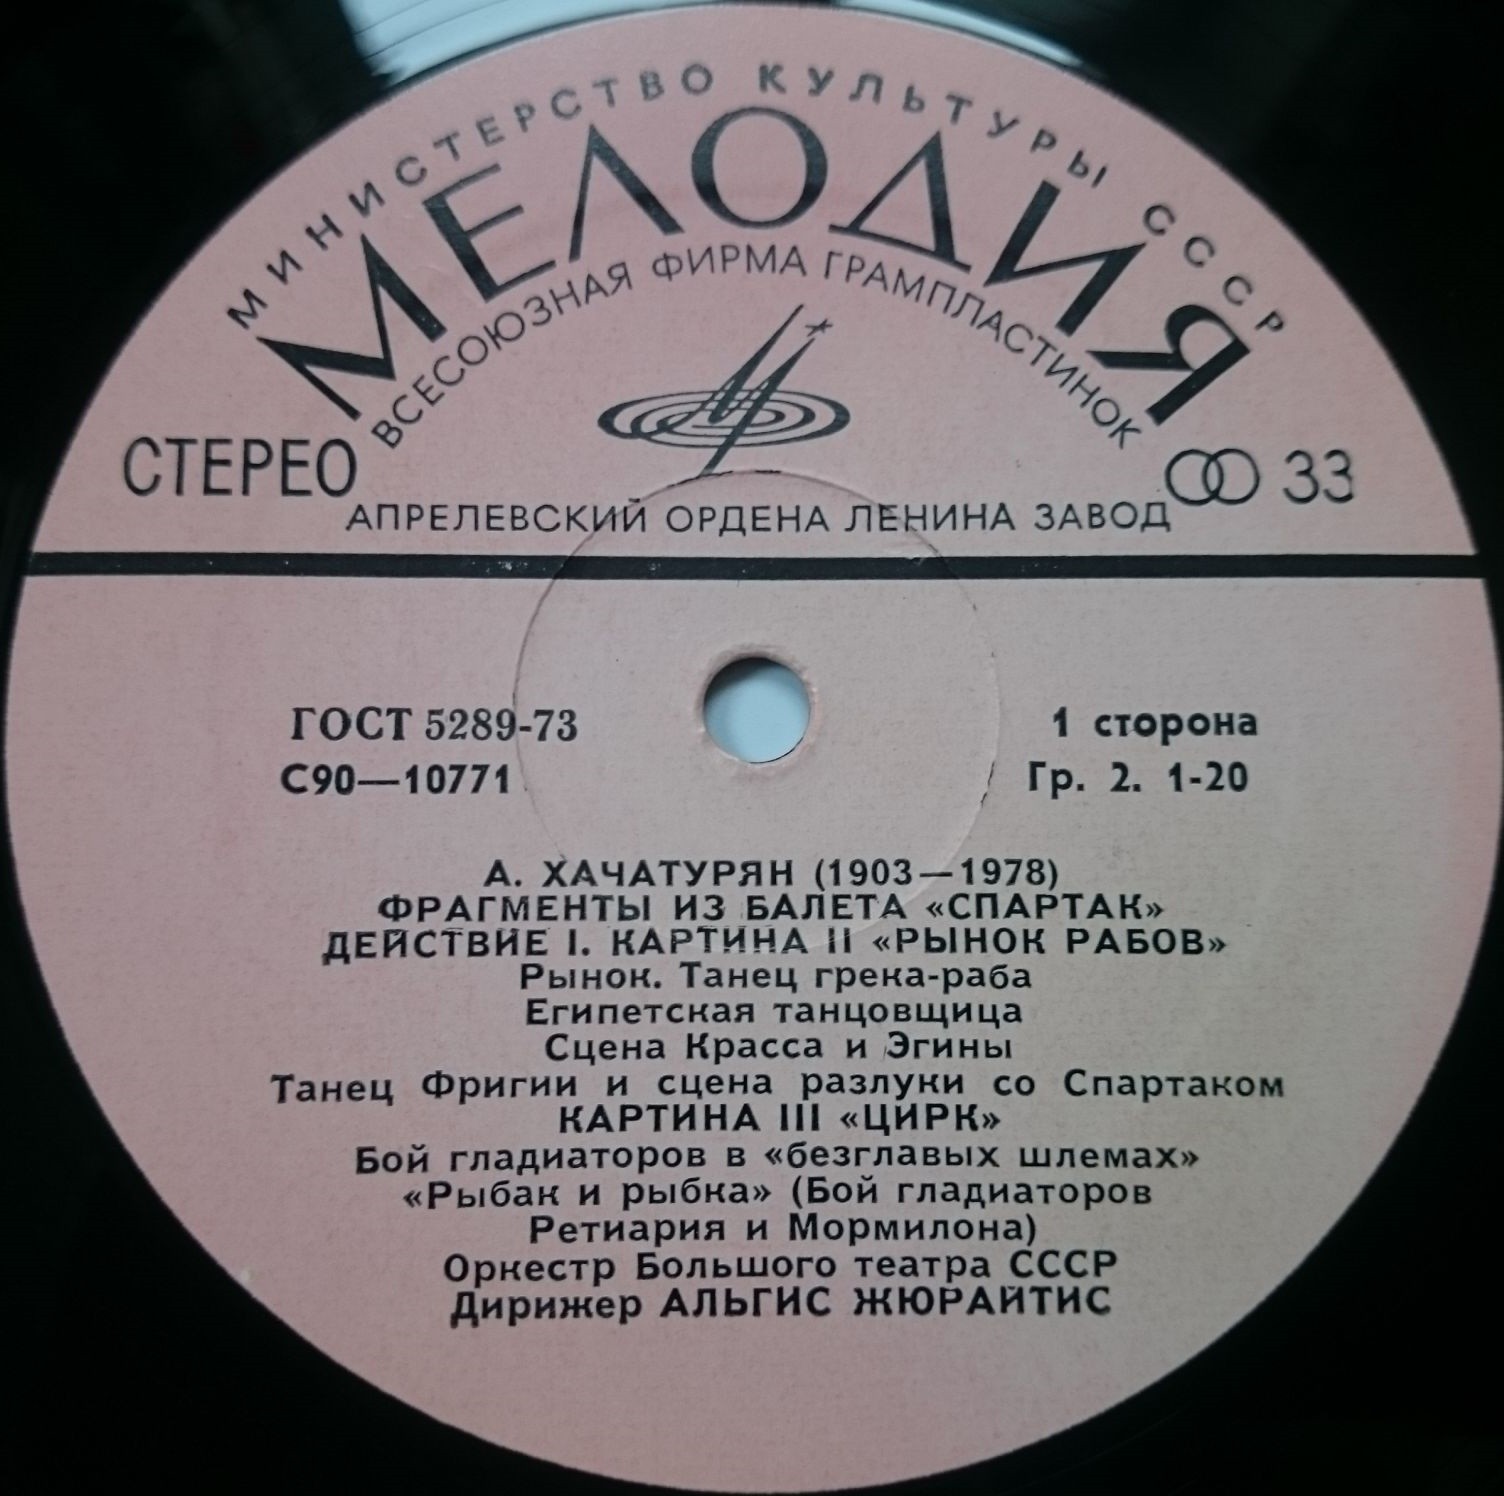 МИНИСТЕРСТВО КУЛЬТУРЫ СССР
МЕЛОДИЯ
ВСЕСОЮЗНАЯ ФИРМА ГРАМПЛАСТИНОК
СТЕРЕО
33
АПРЕЛЕВСКИЙ ОРДЕНА ЛЕНИНА ЗАВОД
ГОСТ 5289-73
1 сторона
С90—10771
Гр. 2. 1-20
А. ХАЧАТУРЯН (1903—1978)
ФРАГМЕНТЫ ИЗ БАЛЕТА «СПАРТАК»
ДЕЙСТВИЕ I. КАРТИНА II «РЫНОК РАБОВ»
Рынок. Танец грека-раба
Египетская танцовщица
Сцена Красса и Эгины
Танец Фригии и сцена разлуки со Спартаком
КАРТИНА III «ЦИРК»
Бой гладиаторов в «безглавых шлемах»
«Рыбак и рыбка» (Бой гладиаторов
Ретиария и Мормилона)
Оркестр Большого театра СССР
Дирижер АЛЬГИС ЖЮРАЙТИС